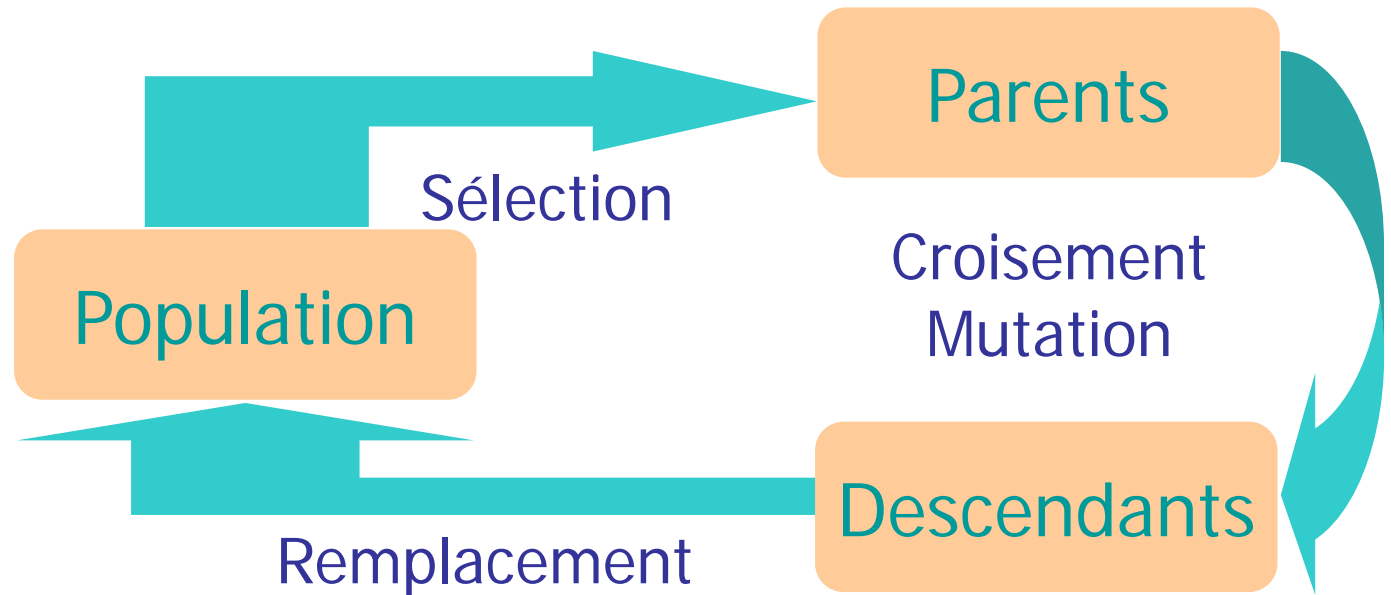 Parents
Sélection
Croisement
Mutation
Population
Descendants
Remplacement